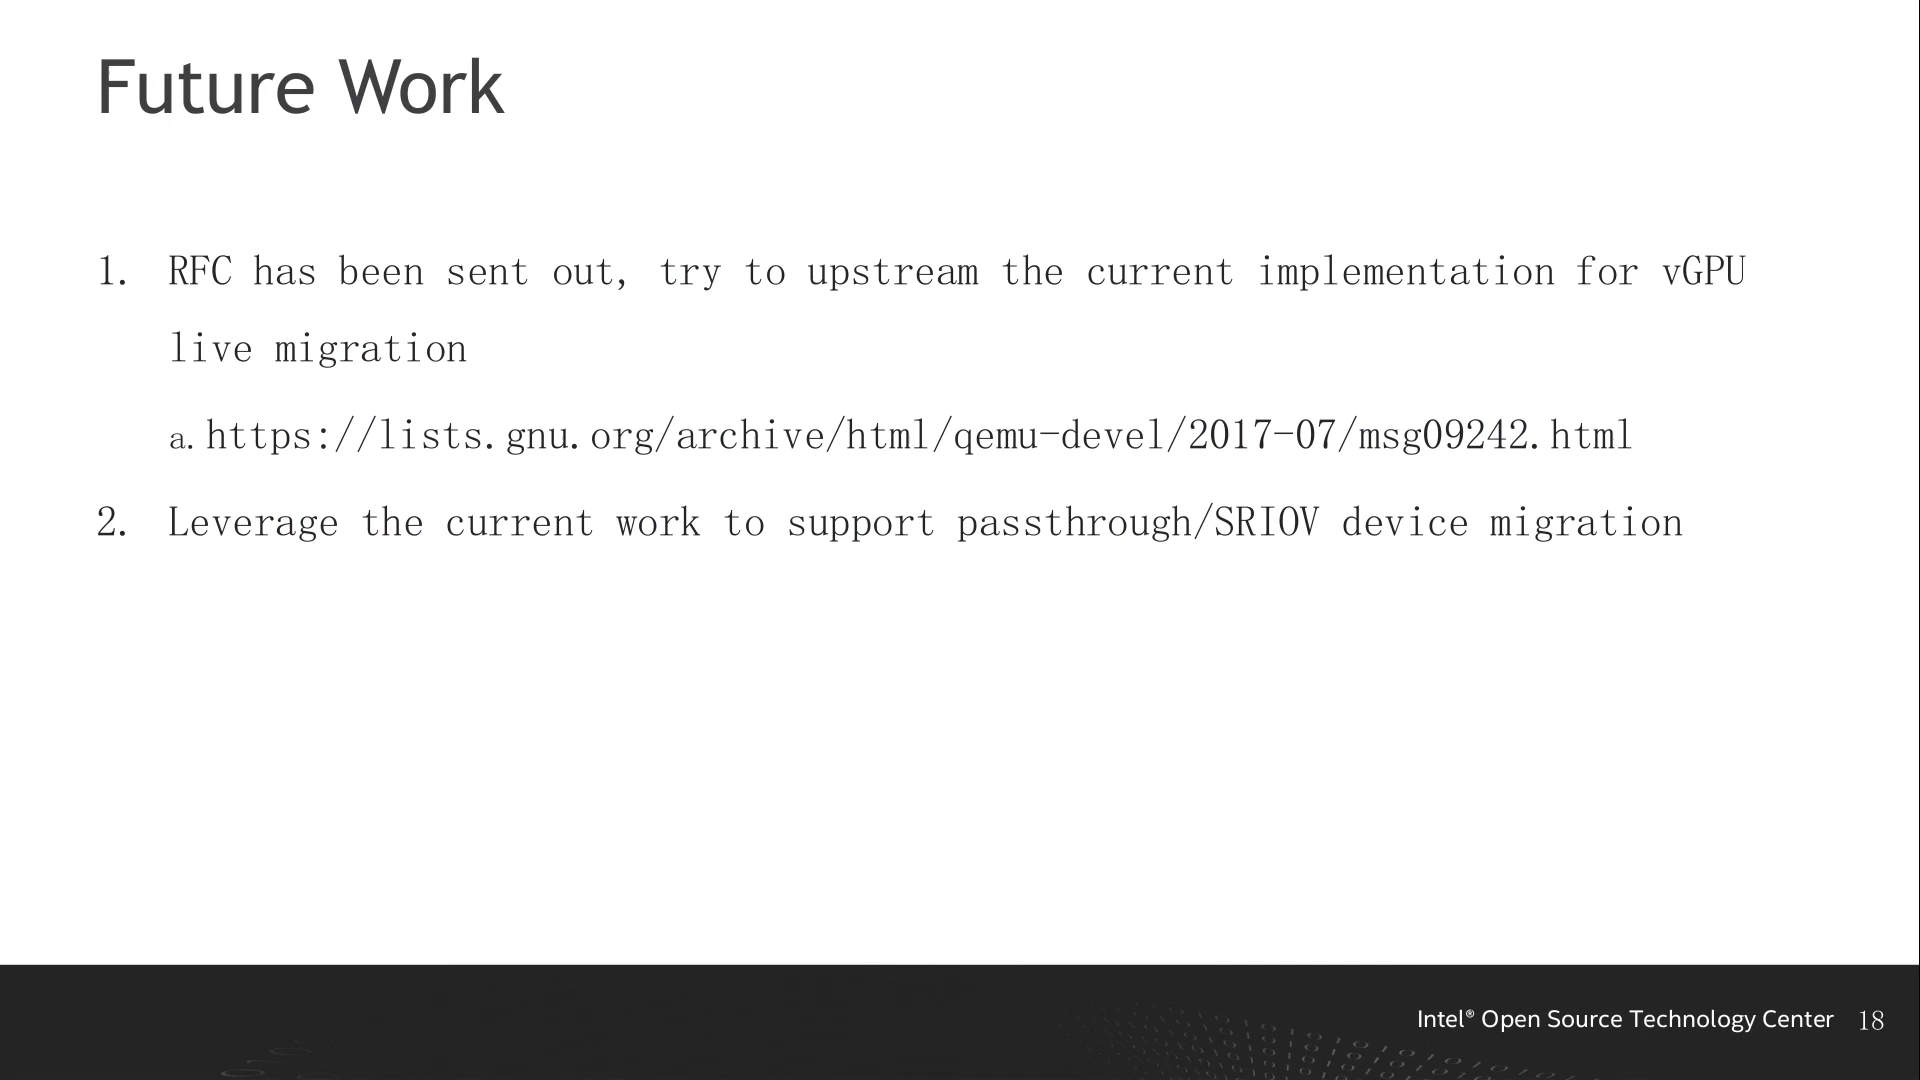 Future Work
1. RFC has been sent out, try to upstream the current implementation for vGPU
live migration
a. https://lists.gnu.org/archive/html/qemu-devel/2017-07/msg09242.html
2. Leverage the current work to support passthrough/SRIOV device migration
Intel® Open Source Technology Center 18